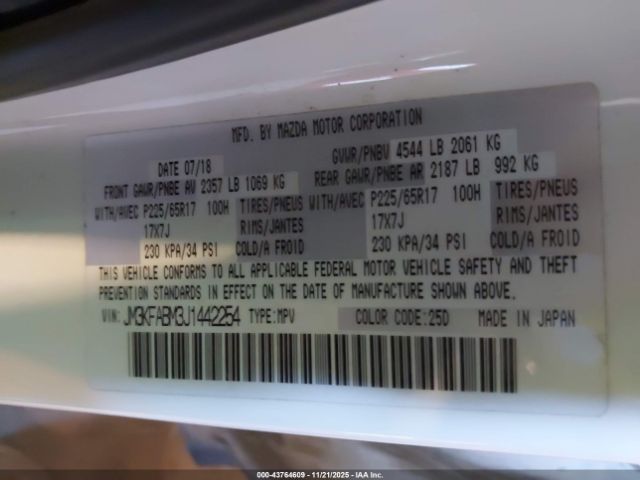 MFD. BY MAZDA MOTOR CORPORATION
DATE 07/18 GVWR/PNBV 4544 LB 2061 KG
FRONT GAWR/PNBE AV 2357 LB 1069 KG REAR GAWR/PNBE AR 2187 LB 992 KG
WITH/AVEC P225/65R17 100H TIRES/PNEUS WITH/AVEC P225/65R17 100H TIRES/PNEUS
17X7J RIMS/JANTES 17X7J RIMS/JANTES
230 KPA/34 PSI COLD/A FROID 230 KPA/34 PSI COLD/A FROID
THIS VEHICLE CONFORMS TO ALL APPLICABLE FEDERAL MOTOR VEHICLE SAFETY AND THEFT
PREVENTION STANDARDS IN EFFECT ON THE DATE OF MANUFACTURE SHOWN ABOVE.
VIN: JM3KFABM3J1442254 TYPE:MPV COLOR CODE:25D MADE IN JAPAN
000-43764609 - 11/21/2025 - IAA Inc.